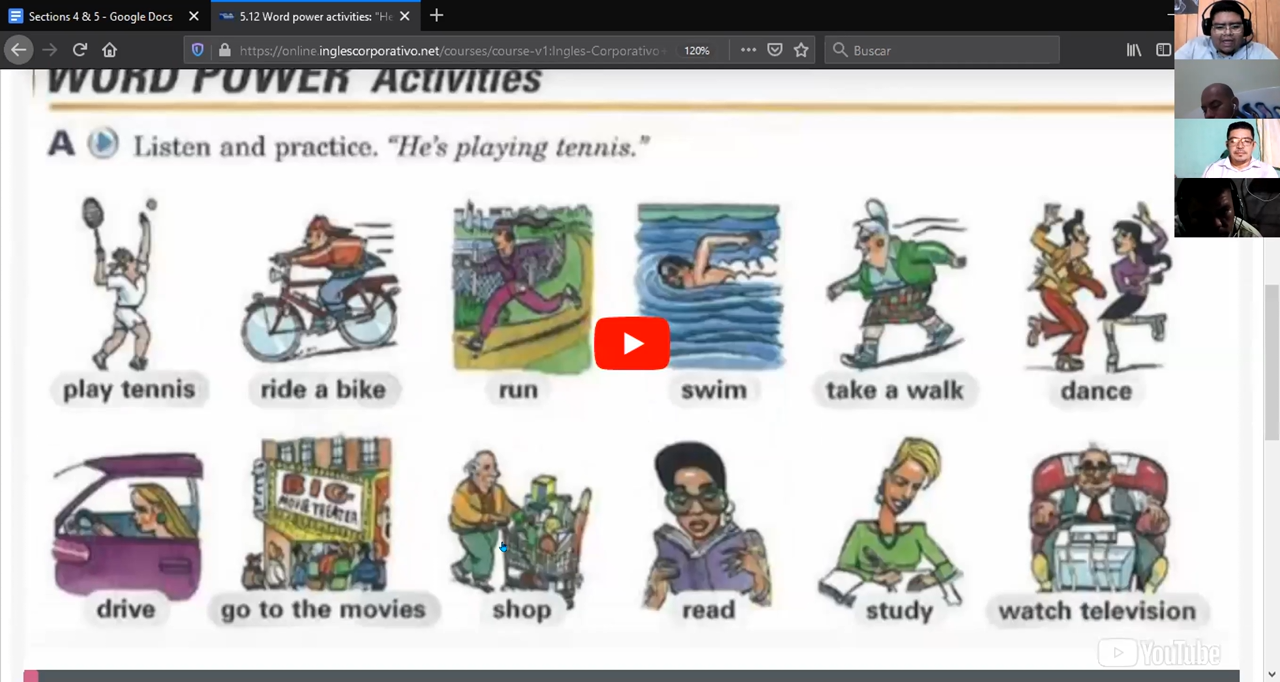 Sections 4 & 5 - Google Docs
5.12 Word power activities: "He
https://online.inglescorporativo.net/courses/course-v1:Ingles-Corporativo+
120%
Buscar
WORD POWER Activities
A Listen and practice. "He's playing tennis."
play tennis ride a bike run swim take a walk dance
BIG
MOVIE THEATER
drive go to the movies shop read study watch television
YouTube